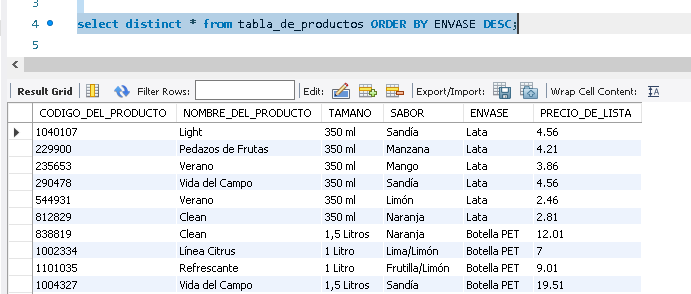 3
4 select distinct * from tabla_de_productos ORDER BY ENVASE DESC;
5
Result Grid Filter Rows: Edit: Export/Import: Wrap Cell Content: IA
CODIGO_DEL_PRODUCTO NOMBRE_DEL_PRODUCTO TAMANO SABOR ENVASE PRECIO_DE_LISTA
1040107 Light 350 ml Sandía Lata 4.56
229900 Pedazos de Frutas 350 ml Manzana Lata 4.21
235653 Verano 350 ml Mango Lata 3.86
290478 Vida del Campo 350 ml Sandía Lata 4.56
544931 Verano 350 ml Limón Lata 2.46
812829 Clean 350 ml Naranja Lata 2.81
838819 Clean 1,5 Litros Naranja Botella PET 12.01
1002334 Línea Citrus 1 Litro Lima/Limón Botella PET 7
1101035 Refrescante 1 Litro Frutilla/Limón Botella PET 9.01
1004327 Vida del Campo 1,5 Litros Sandía Botella PET 19.51